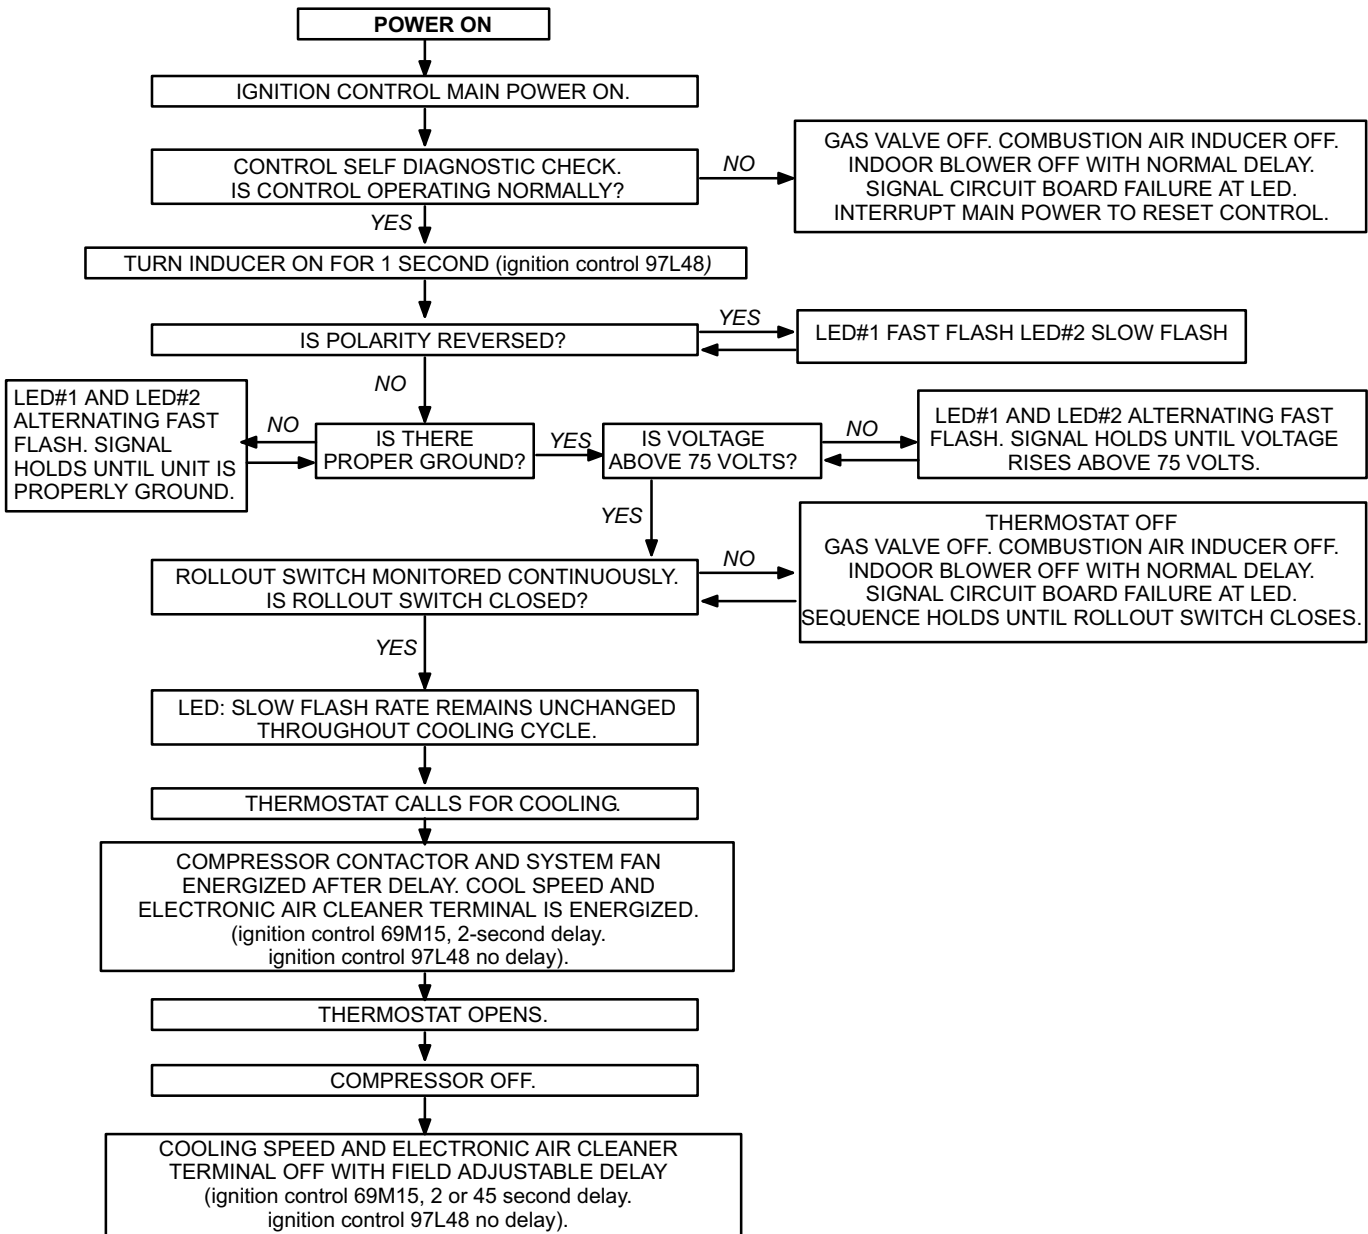 POWER ON
IGNITION CONTROL MAIN POWER ON.
CONTROL SELF DIAGNOSTIC CHECK.
IS CONTROL OPERATING NORMALLY?
NO
GAS VALVE OFF. COMBUSTION AIR INDUCER OFF.
INDOOR BLOWER OFF WITH NORMAL DELAY.
SIGNAL CIRCUIT BOARD FAILURE AT LED.
INTERRUPT MAIN POWER TO RESET CONTROL.
YES
TURN INDUCER ON FOR 1 SECOND (ignition control 97L48)
IS POLARITY REVERSED?
YES
LED#1 FAST FLASH LED#2 SLOW FLASH
NO
LED#1 AND LED#2
ALTERNATING FAST
FLASH. SIGNAL
HOLDS UNTIL UNIT IS
PROPERLY GROUND.
NO
IS THERE
PROPER GROUND?
YES
IS VOLTAGE
ABOVE 75 VOLTS?
NO
LED#1 AND LED#2 ALTERNATING FAST
FLASH. SIGNAL HOLDS UNTIL VOLTAGE
RISES ABOVE 75 VOLTS.
YES
ROLLOUT SWITCH MONITORED CONTINUOUSLY.
IS ROLLOUT SWITCH CLOSED?
NO
THERMOSTAT OFF
GAS VALVE OFF. COMBUSTION AIR INDUCER OFF.
INDOOR BLOWER OFF WITH NORMAL DELAY.
SIGNAL CIRCUIT BOARD FAILURE AT LED.
SEQUENCE HOLDS UNTIL ROLLOUT SWITCH CLOSES.
YES
LED: SLOW FLASH RATE REMAINS UNCHANGED
THROUGHOUT COOLING CYCLE.
THERMOSTAT CALLS FOR COOLING.
COMPRESSOR CONTACTOR AND SYSTEM FAN
ENERGIZED AFTER DELAY. COOL SPEED AND
ELECTRONIC AIR CLEANER TERMINAL IS ENERGIZED.
(ignition control 69M15, 2-second delay.
ignition control 97L48 no delay).
THERMOSTAT OPENS.
COMPRESSOR OFF.
COOLING SPEED AND ELECTRONIC AIR CLEANER
TERMINAL OFF WITH FIELD ADJUSTABLE DELAY
(ignition control 69M15, 2 or 45 second delay.
ignition control 97L48 no delay).